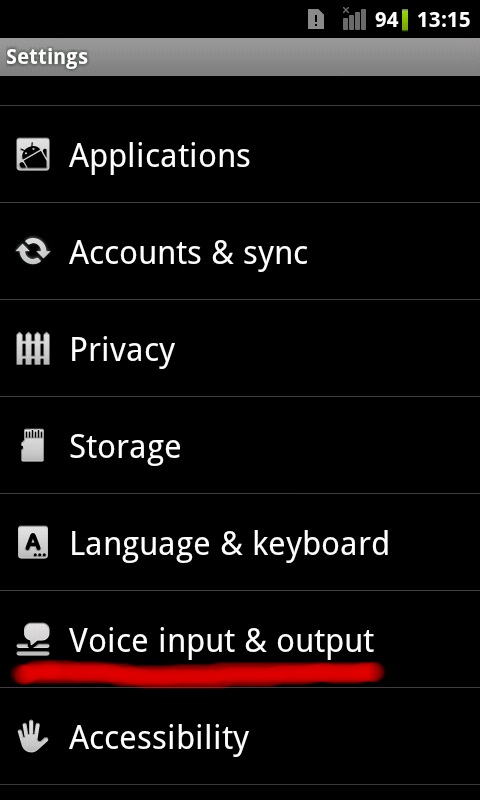 94 13:15
Settings
Applications
Accounts & sync
Privacy
Storage
Language & keyboard
Voice input & output
Accessibility